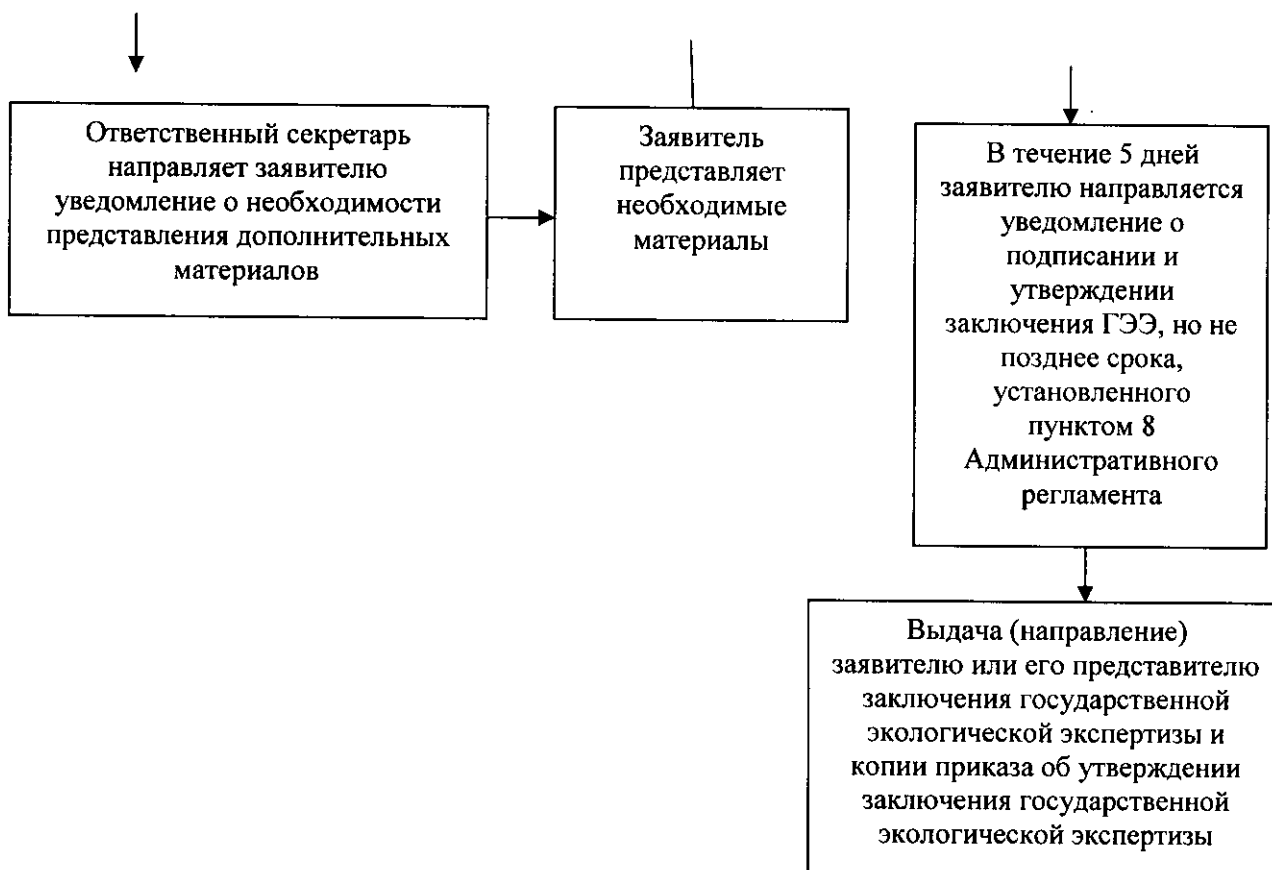 Ответственный секретарь
направляет заявителю
уведомление о необходимости
представления дополнительных
материалов
Заявитель
представляет
необходимые
материалы
В течение 5 дней
заявителю направляется
уведомление о
подписании и
утверждении
заключения ГЭЭ, но не
позднее срока,
установленного
пунктом 8
Административного
регламента
Выдача (направление)
заявителю или его представителю
заключения государственной
экологической экспертизы и
копии приказа об утверждении
заключения государственной
экологической экспертизы